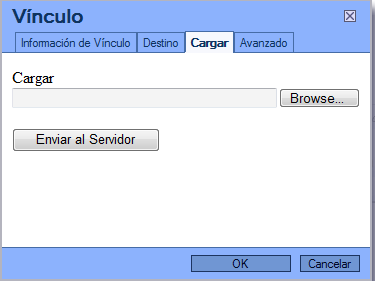 Vínculo
Información de Vínculo Destino Cargar Avanzado
Cargar
Browse...
Enviar al Servidor
OK Cancelar